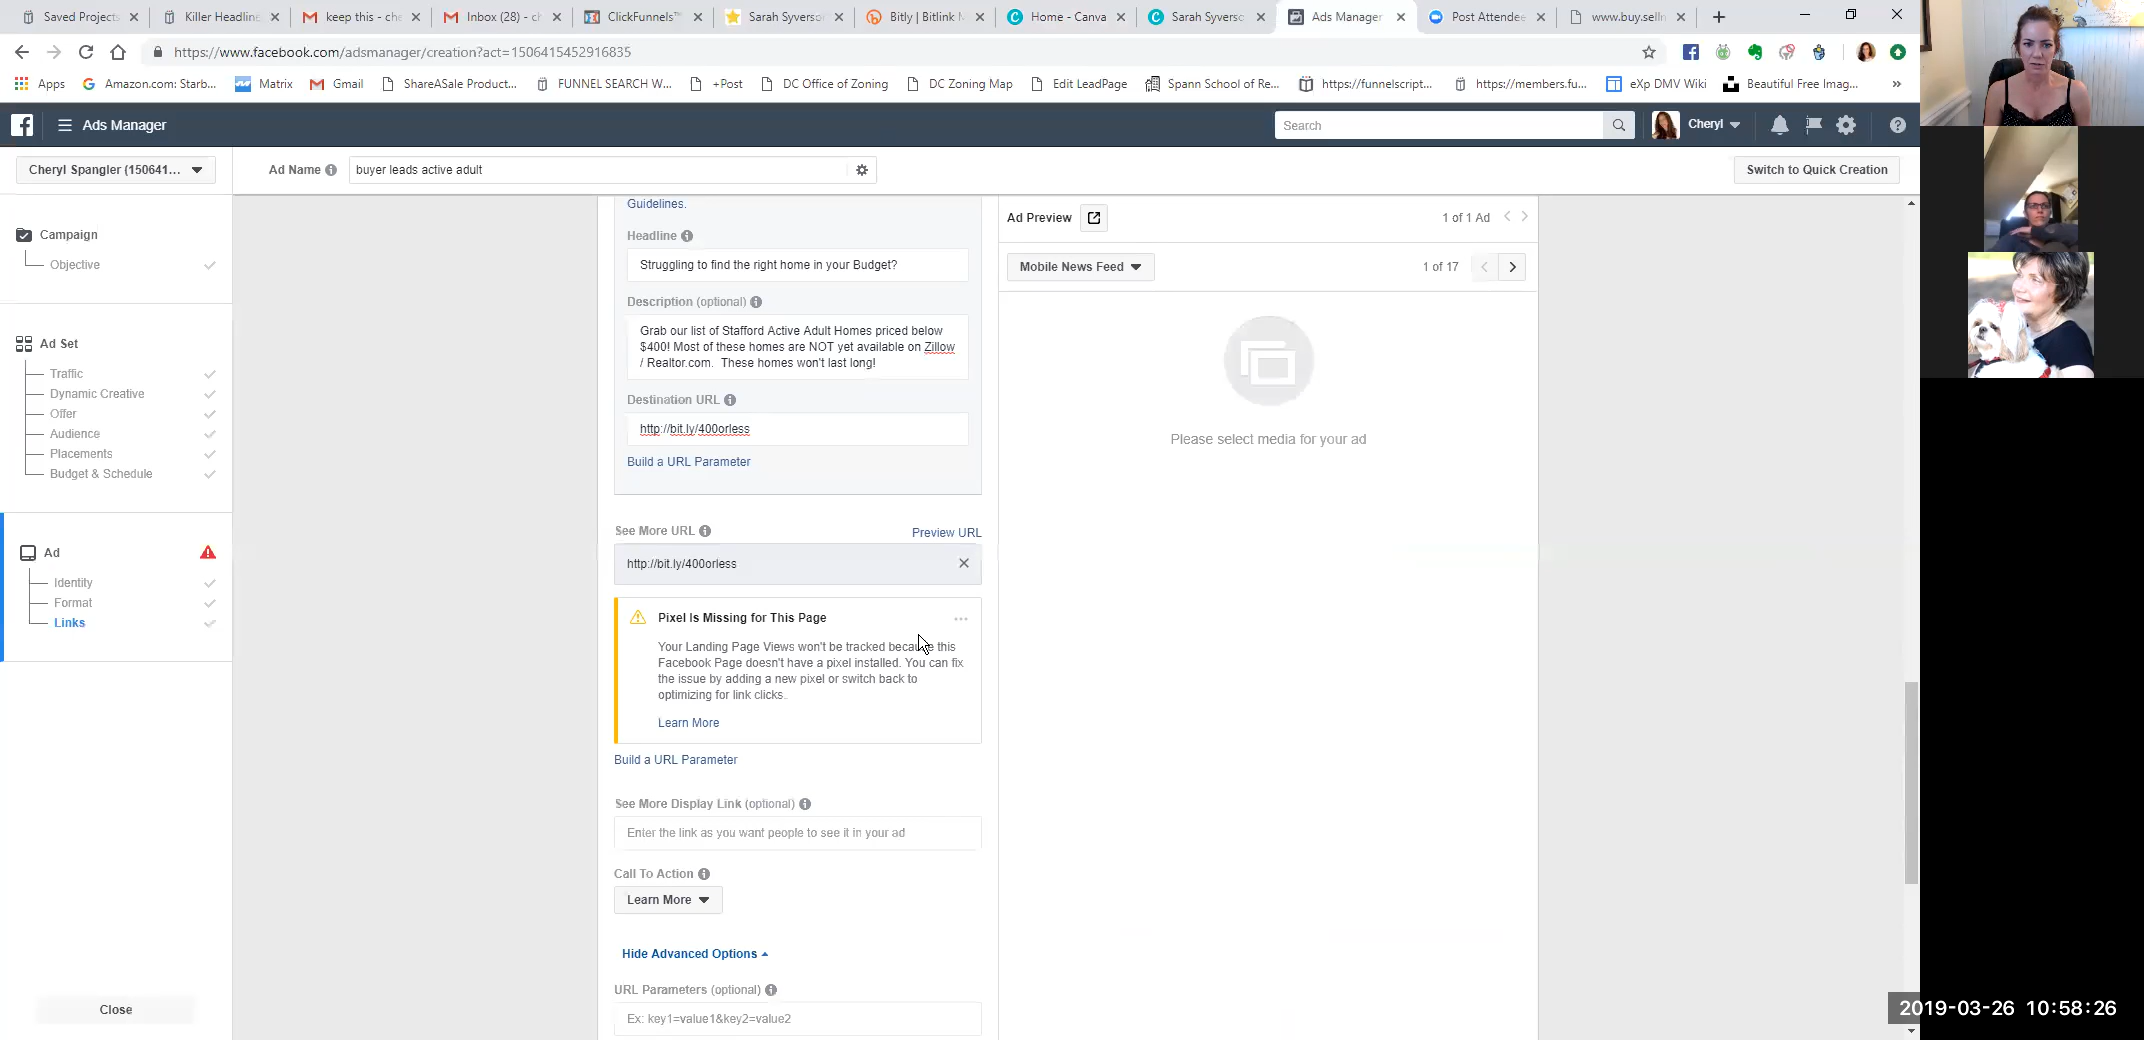 Saved Projects
Killer Headline
keep this - che
Inbox (28) - ch
ClickFunnels™
Sarah Syverso
Bitly | Bitlink M
Home - Canva
Sarah Syverso
Ads Manager
Post Attendee
www.buy.selln
https://www.facebook.com/adsmanager/creation?act=1506415452916835
Apps
Amazon.com: Starb...
Matrix
Gmail
ShareASale Product...
FUNNEL SEARCH W...
+Post
DC Office of Zoning
DC Zoning Map
Edit LeadPage
Spann School of Re...
https://funnelscript...
https://members.fu...
eXp DMV Wiki
Beautiful Free Imag...
»
Ads Manager
Search
Cheryl
Cheryl Spangler (150641...
Ad Name
buyer leads active adult
Switch to Quick Creation
Campaign
Objective
Ad Set
Traffic
Dynamic Creative
Offer
Audience
Placements
Budget & Schedule
Ad
Identity
Format
Links
Close
Guidelines.
Headline
Struggling to find the right home in your Budget?
Description (optional)
Grab our list of Stafford Active Adult Homes priced below
$400! Most of these homes are NOT yet available on Zillow
/ Realtor.com.  These homes won't last long!
Destination URL
http://bit.ly/400orless
Build a URL Parameter
See More URL
Preview URL
http://bit.ly/400orless
Pixel Is Missing for This Page
Your Landing Page Views won't be tracked because this
Facebook Page doesn't have a pixel installed. You can fix
the issue by adding a new pixel or switch back to
optimizing for link clicks.
Learn More
Build a URL Parameter
See More Display Link (optional)
Enter the link as you want people to see it in your ad
Call To Action
Learn More
Hide Advanced Options
URL Parameters (optional)
Ex: key1=value1&key2=value2
Ad Preview
1 of 1 Ad
Mobile News Feed
1 of 17
Please select media for your ad
2019-03-26 10:58:26